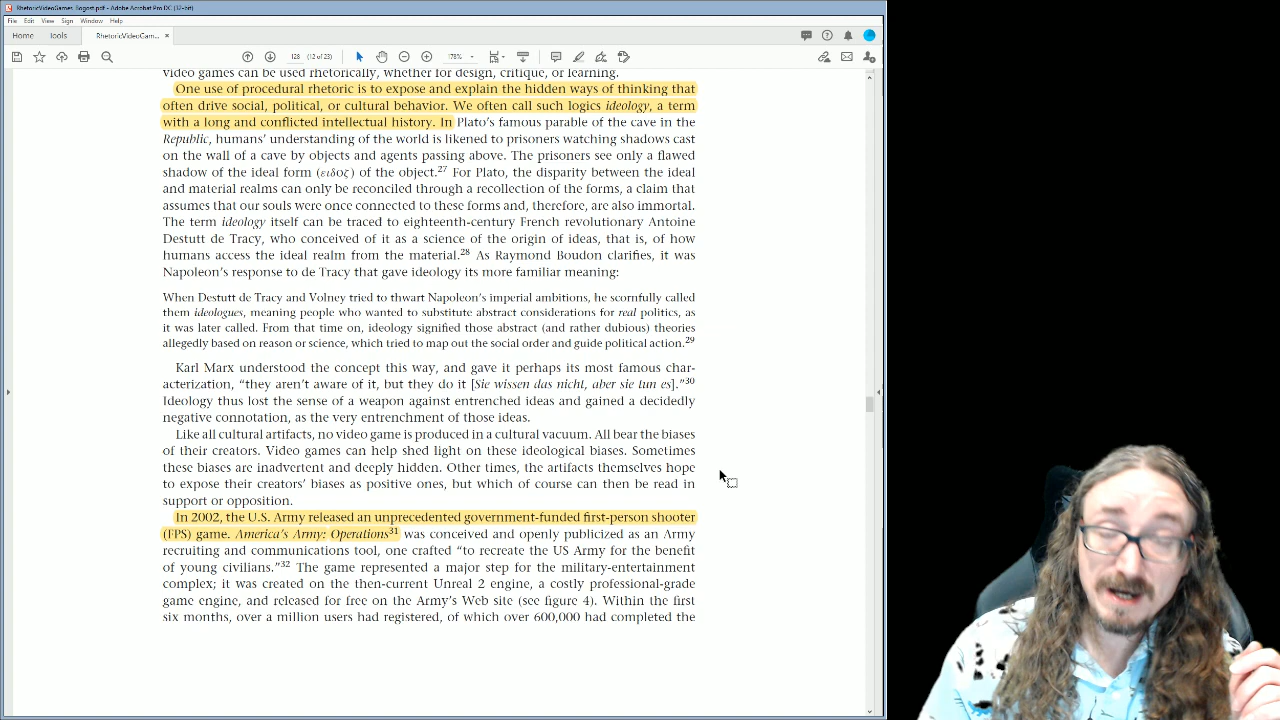 RhetoricVideoGames_Bogost.pdf - Adobe Acrobat Pro DC (32-bit)
File Edit View Sign Window Help
Home Tools RhetoricVideoGam... ×
128 (12 of 23) 178%
video games can be used rhetorically, whether for design, critique, or learning.
One use of procedural rhetoric is to expose and explain the hidden ways of thinking that
often drive social, political, or cultural behavior. We often call such logics ideology, a term
with a long and conflicted intellectual history. In Plato’s famous parable of the cave in the
Republic, humans’ understanding of the world is likened to prisoners watching shadows cast
on the wall of a cave by objects and agents passing above. The prisoners see only a flawed
shadow of the ideal form (ειδος) of the object.27 For Plato, the disparity between the ideal
and material realms can only be reconciled through a recollection of the forms, a claim that
assumes that our souls were once connected to these forms and, therefore, are also immortal.
The term ideology itself can be traced to eighteenth-century French revolutionary Antoine
Destutt de Tracy, who conceived of it as a science of the origin of ideas, that is, of how
humans access the ideal realm from the material.28 As Raymond Boudon clarifies, it was
Napoleon’s response to de Tracy that gave ideology its more familiar meaning:
When Destutt de Tracy and Volney tried to thwart Napoleon’s imperial ambitions, he scornfully called
them ideologues, meaning people who wanted to substitute abstract considerations for real politics, as
it was later called. From that time on, ideology signified those abstract (and rather dubious) theories
allegedly based on reason or science, which tried to map out the social order and guide political action.29
Karl Marx understood the concept this way, and gave it perhaps its most famous char-
acterization, “they aren’t aware of it, but they do it [Sie wissen das nicht, aber sie tun es].”30
Ideology thus lost the sense of a weapon against entrenched ideas and gained a decidedly
negative connotation, as the very entrenchment of those ideas.
Like all cultural artifacts, no video game is produced in a cultural vacuum. All bear the biases
of their creators. Video games can help shed light on these ideological biases. Sometimes
these biases are inadvertent and deeply hidden. Other times, the artifacts themselves hope
to expose their creators’ biases as positive ones, but which of course can then be read in
support or opposition.
In 2002, the U.S. Army released an unprecedented government-funded first-person shooter
(FPS) game. America’s Army: Operations31 was conceived and openly publicized as an Army
recruiting and communications tool, one crafted “to recreate the US Army for the benefit
of young civilians.”32 The game represented a major step for the military-entertainment
complex; it was created on the then-current Unreal 2 engine, a costly professional-grade
game engine, and released for free on the Army’s Web site (see figure 4). Within the first
six months, over a million users had registered, of which over 600,000 had completed the